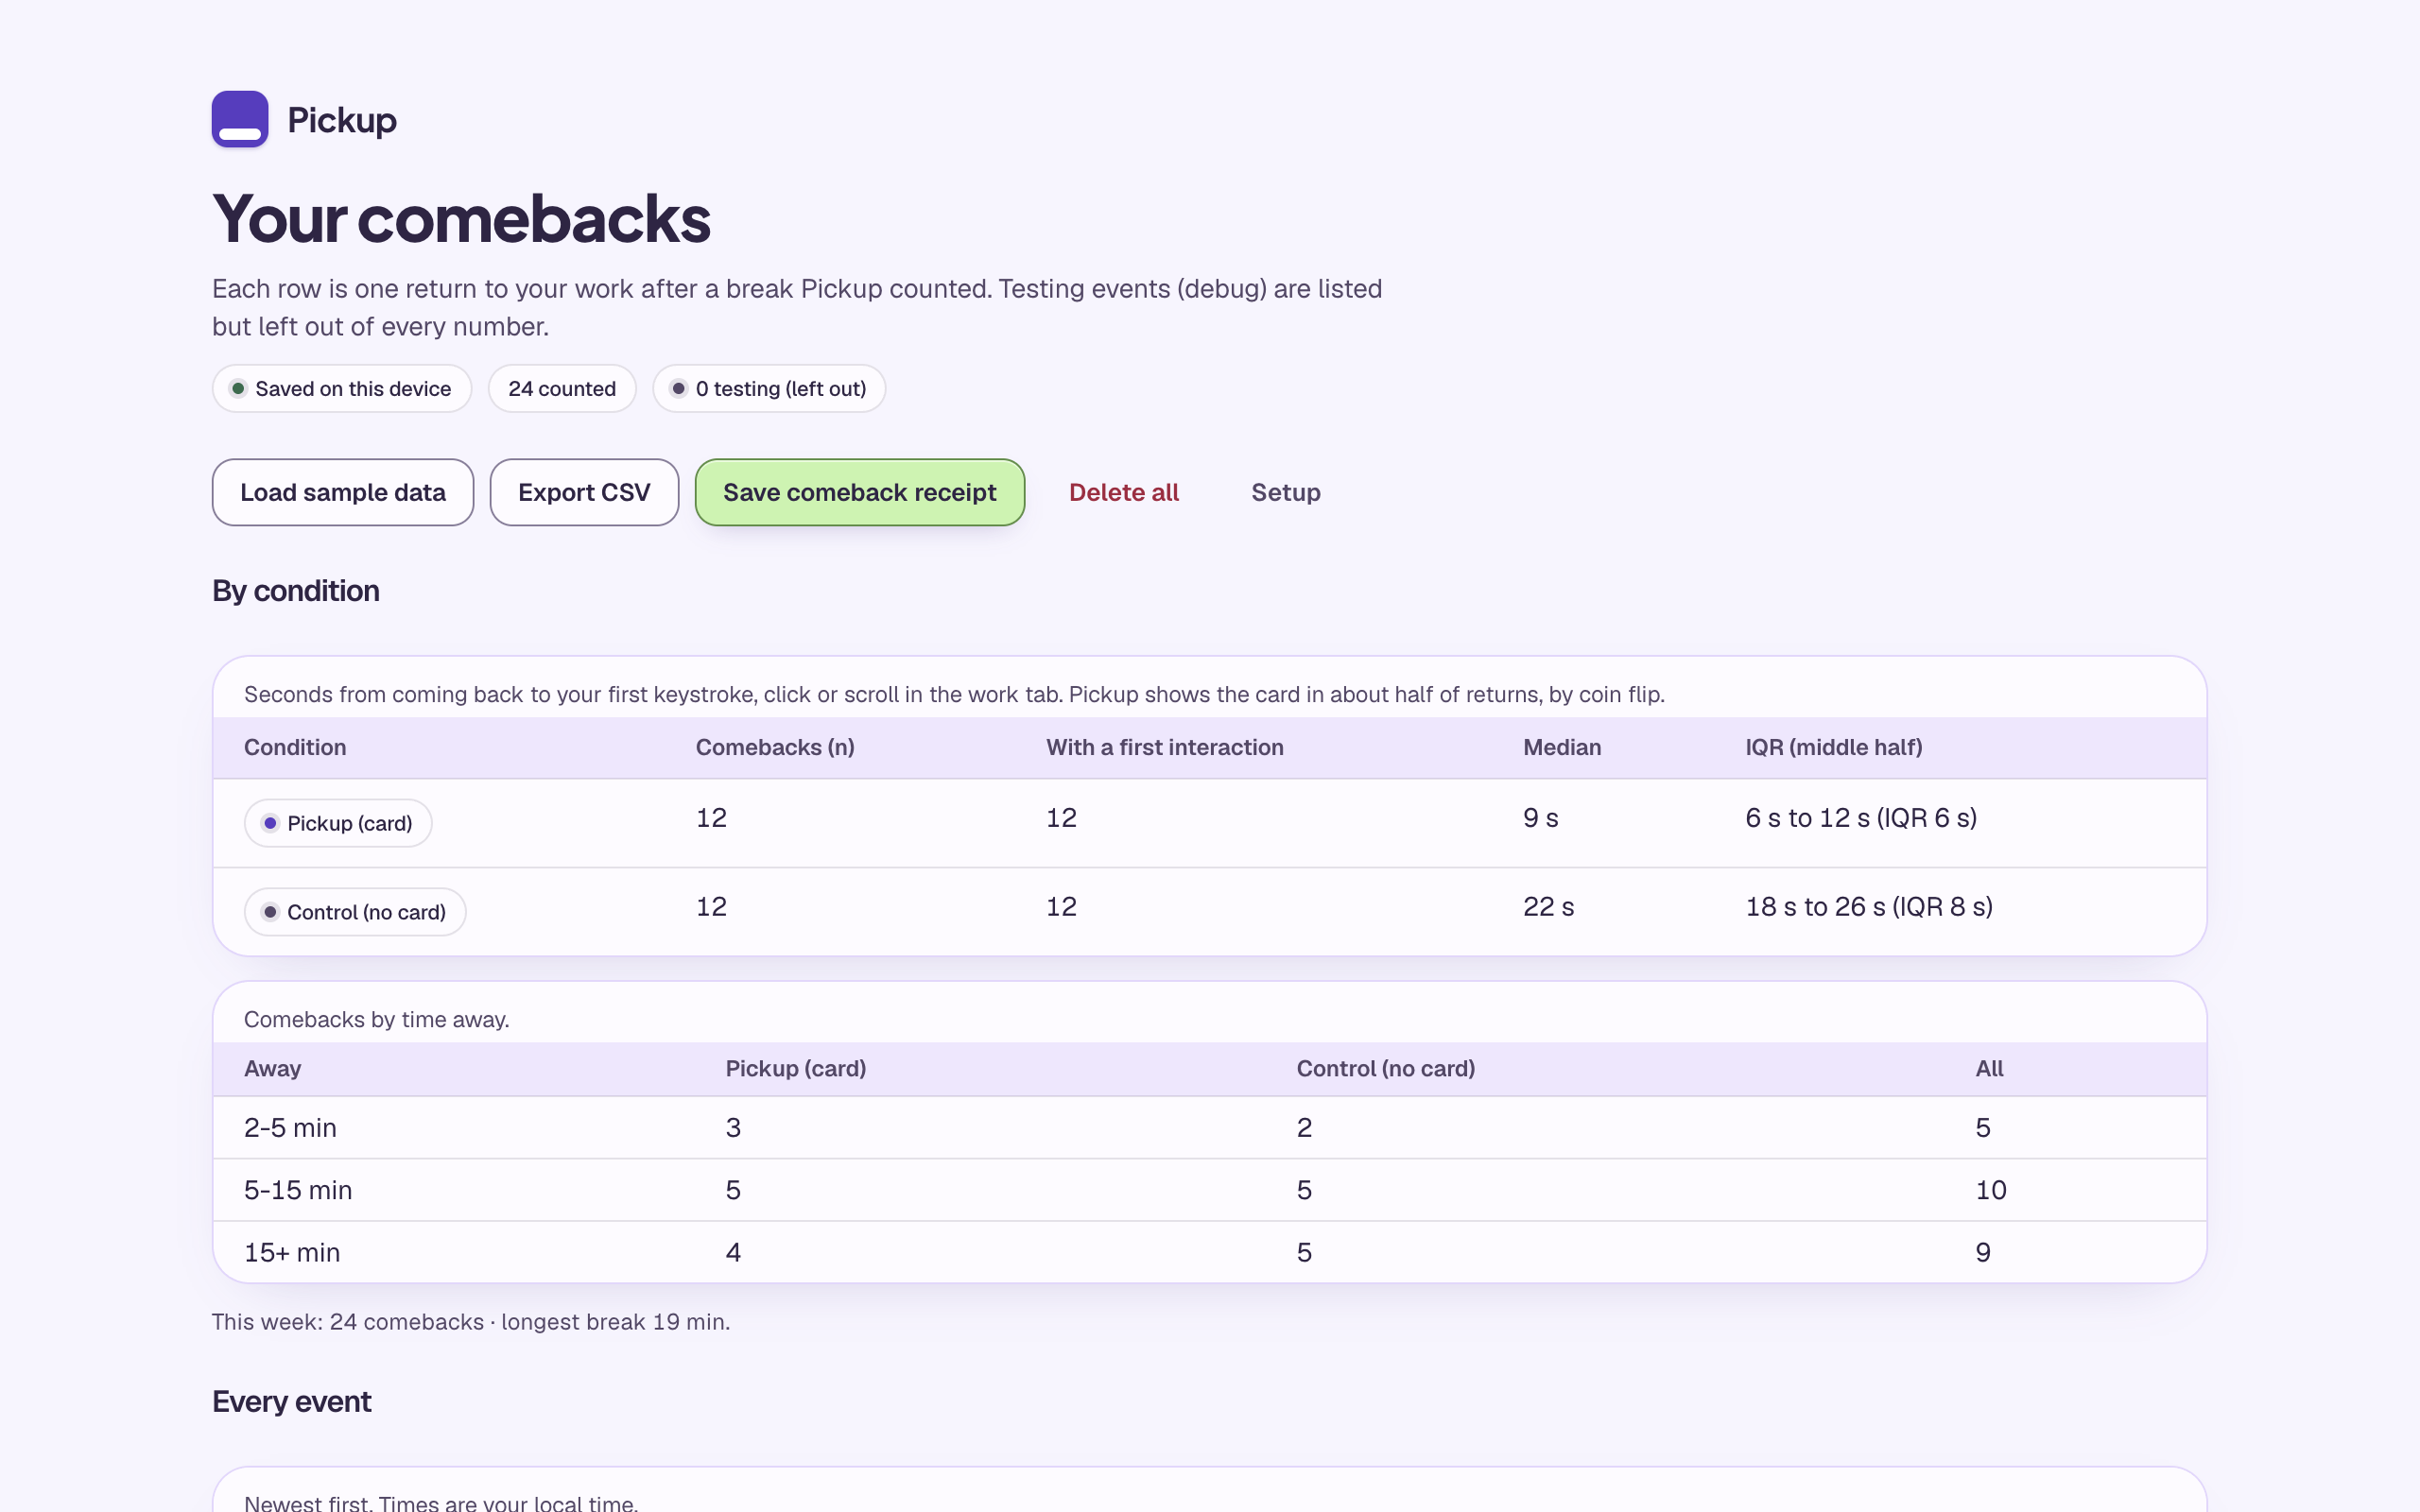 Pickup
Your comebacks
Each row is one return to your work after a break Pickup counted. Testing events (debug) are listed
but left out of every number.
Saved on this device 24 counted 0 testing (left out)
Load sample data Export CSV Save comeback receipt Delete all Setup
By condition
Seconds from coming back to your first keystroke, click or scroll in the work tab. Pickup shows the card in about half of returns, by coin flip.
Condition Comebacks (n) With a first interaction Median IQR (middle half)
Pickup (card) 12 12 9 s 6 s to 12 s (IQR 6 s)
Control (no card) 12 12 22 s 18 s to 26 s (IQR 8 s)
Comebacks by time away.
Away Pickup (card) Control (no card) All
2-5 min 3 2 5
5-15 min 5 5 10
15+ min 4 5 9
This week: 24 comebacks · longest break 19 min.
Every event
Newest first. Times are your local time.